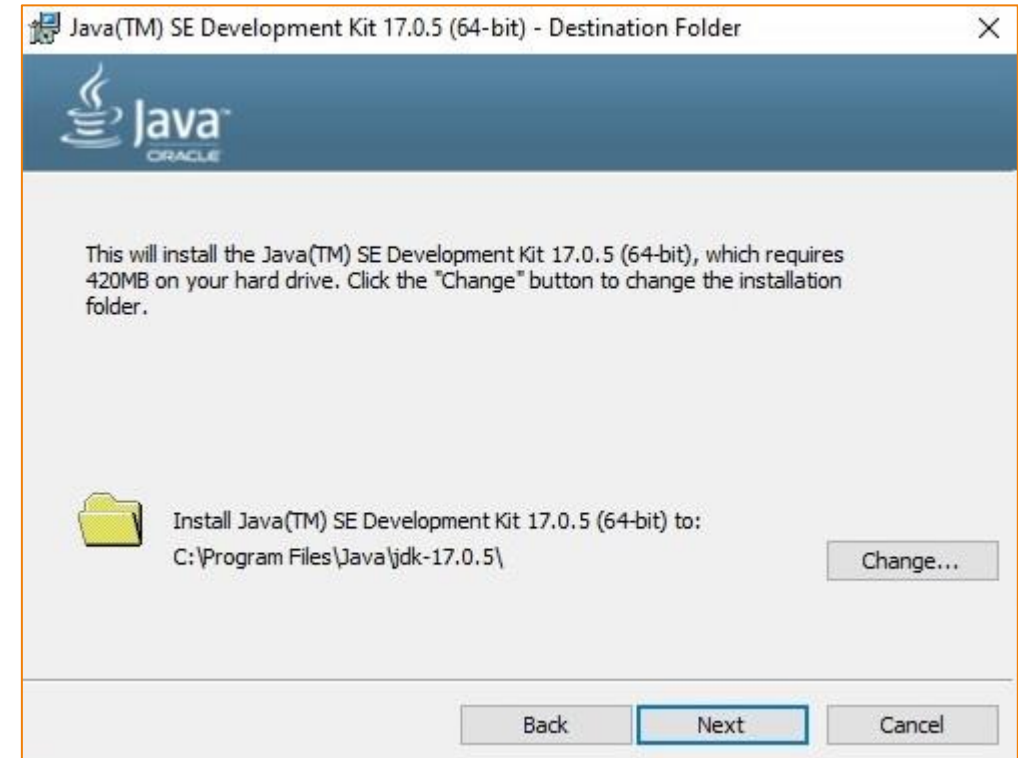 Java(TM) SE Development Kit 17.0.5 (64-bit) - Destination Folder
Java™
ORACLE
This will install the Java(TM) SE Development Kit 17.0.5 (64-bit), which requires
420MB on your hard drive. Click the "Change" button to change the installation
folder.
Install Java(TM) SE Development Kit 17.0.5 (64-bit) to:
C:\Program Files\Java\jdk-17.0.5\
Change...
Back
Next
Cancel